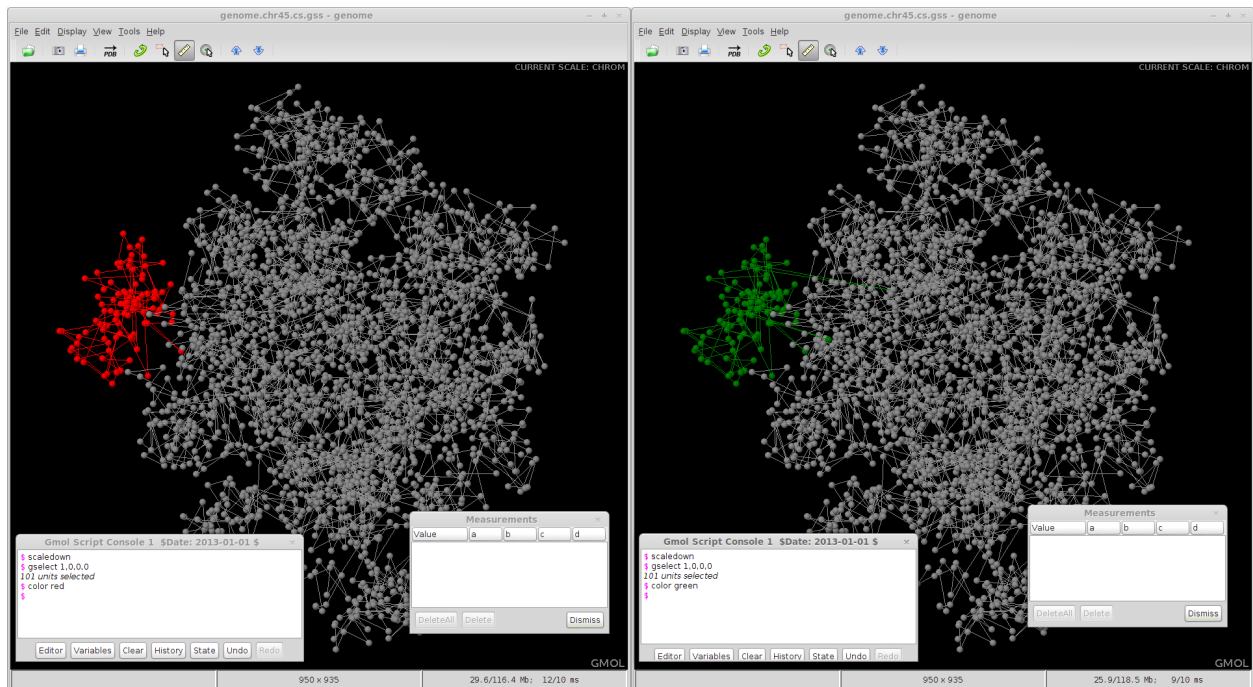 genome.chr45.cs.gss - genome
File Edit Display View Tools Help
PDB
CURRENT SCALE: CHROM
Gmol Script Console 1 $Date: 2013-01-01 $
$ scaledown
$ gselect 1,0,0,0
101 units selected
$ color red
$
Editor Variables Clear History State Undo Redo
Measurements
Value a b c d
DeleteAll Delete Dismiss
GMOL
950 x 935 29.6/116.4 Mb; 12/10 ms
genome.chr45.cs.gss - genome
File Edit Display View Tools Help
PDB
CURRENT SCALE: CHROM
Gmol Script Console 1 $Date: 2013-01-01 $
$ scaledown
$ gselect 1,0,0,0
101 units selected
$ color green
$
Editor Variables Clear History State Undo Redo
Measurements
Value a b c d
DeleteAll Delete Dismiss
GMOL
950 x 935 25.9/118.5 Mb; 9/10 ms